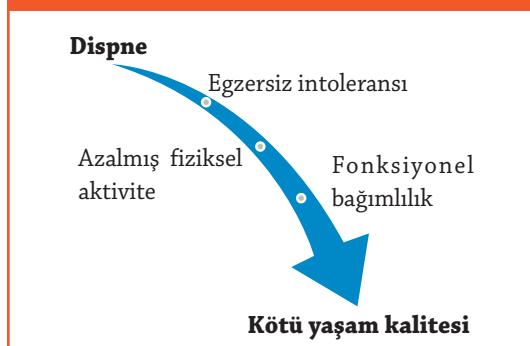 Dispne
Egzersiz intoleransı
Azalmış fiziksel
aktivite
Fonksiyonel
bağımlılık
Kötü yaşam kalitesi